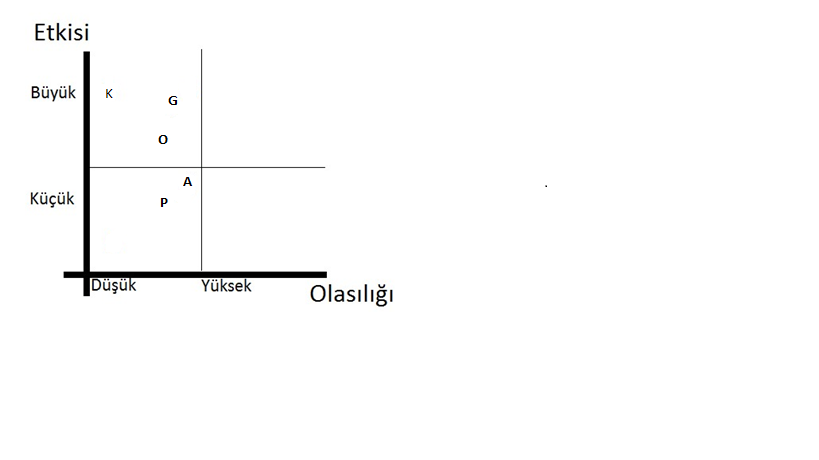 Etkisi
Büyük
K
G
O
A
Küçük
P
Düşük
Yüksek
Olasılığı